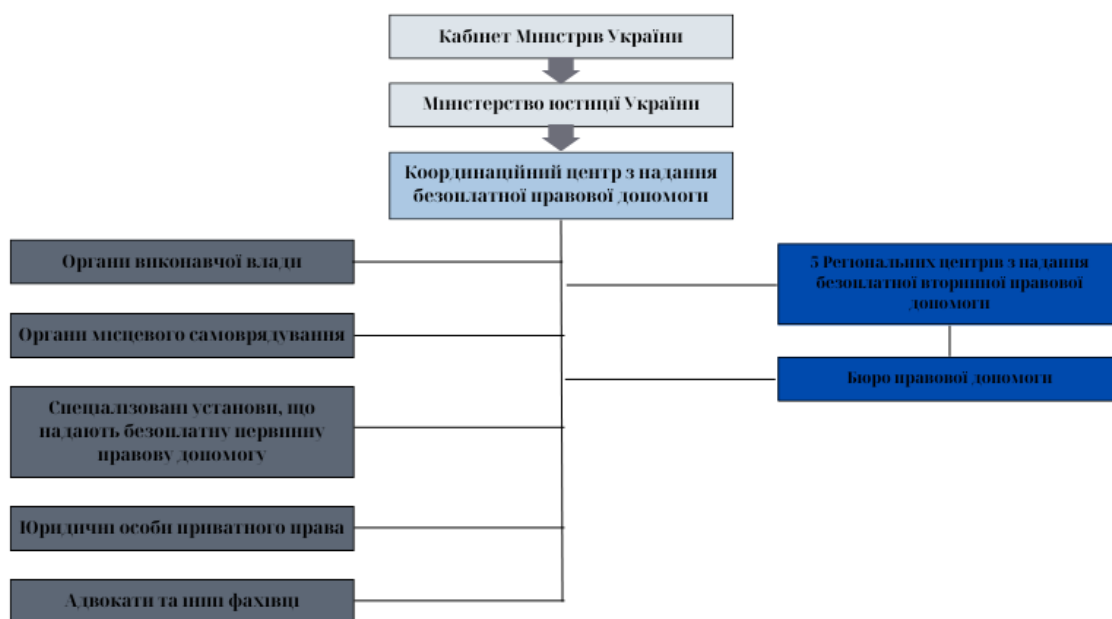 Кабінет Міністрів України
Міністерство юстиції України
Координаційний центр з надання
безоплатної правової допомоги
Органи виконавчої влади
Органи місцевого самоврядування
Спеціалізовані установи, що
надають безоплатну первинну
правову допомогу
Юридичні особи приватного права
Адвокати та інші фахівці
5 Регіональних центрів з надання
безоплатної вторинної правової
допомоги
Бюро правової допомоги